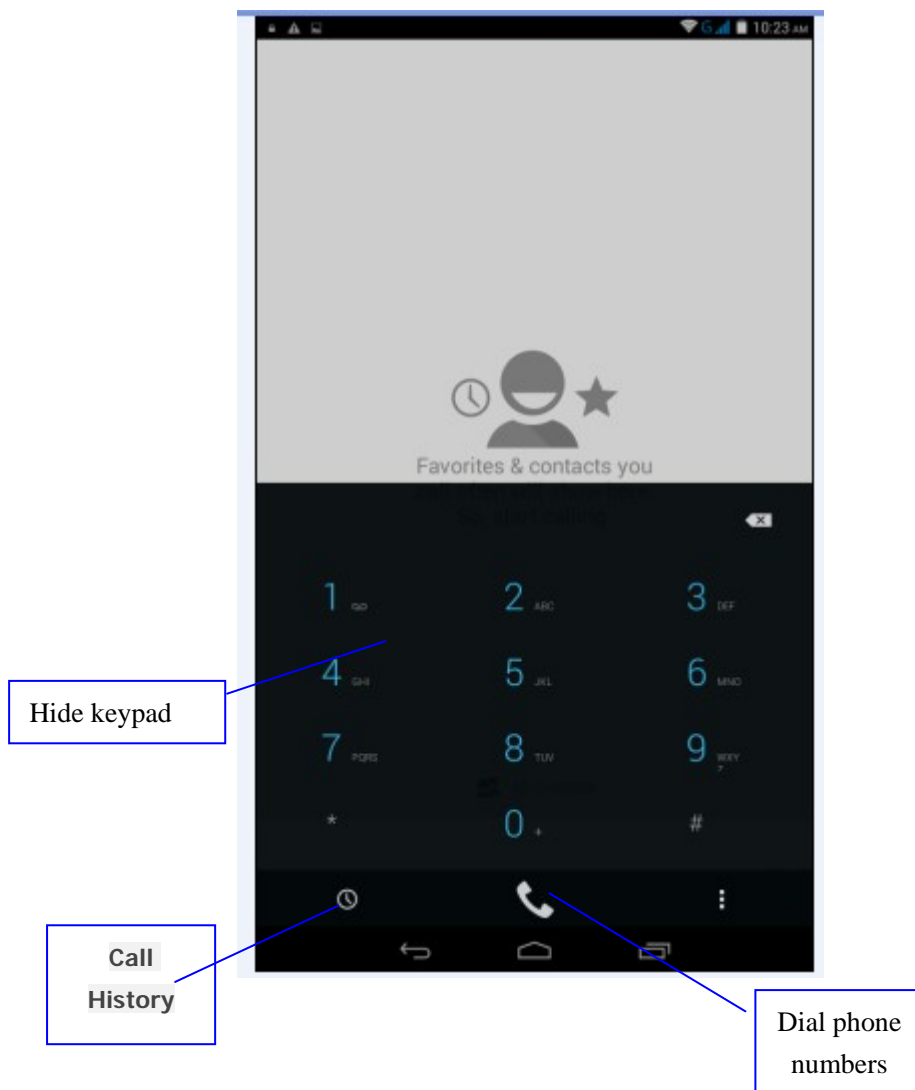 G 10:23 AM
Favorites & contacts you
1
2 ABC
3 DEF
4 GHI
5 JKL
6 MNO
Hide keypad
7 PQRS
8 TUV
9 WXY
Z
*
0 +
#
Call
History
Dial phone
numbers